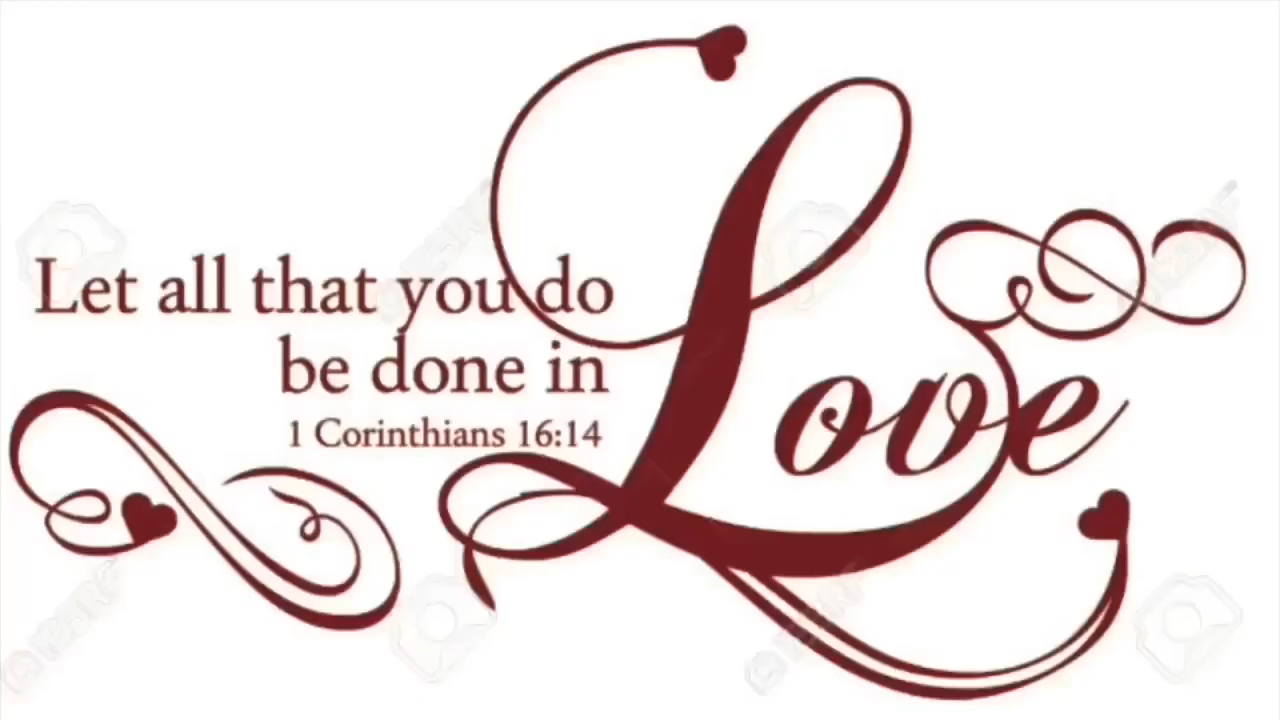 Let all that you do
be done in
Love
1 Corinthians 16:14